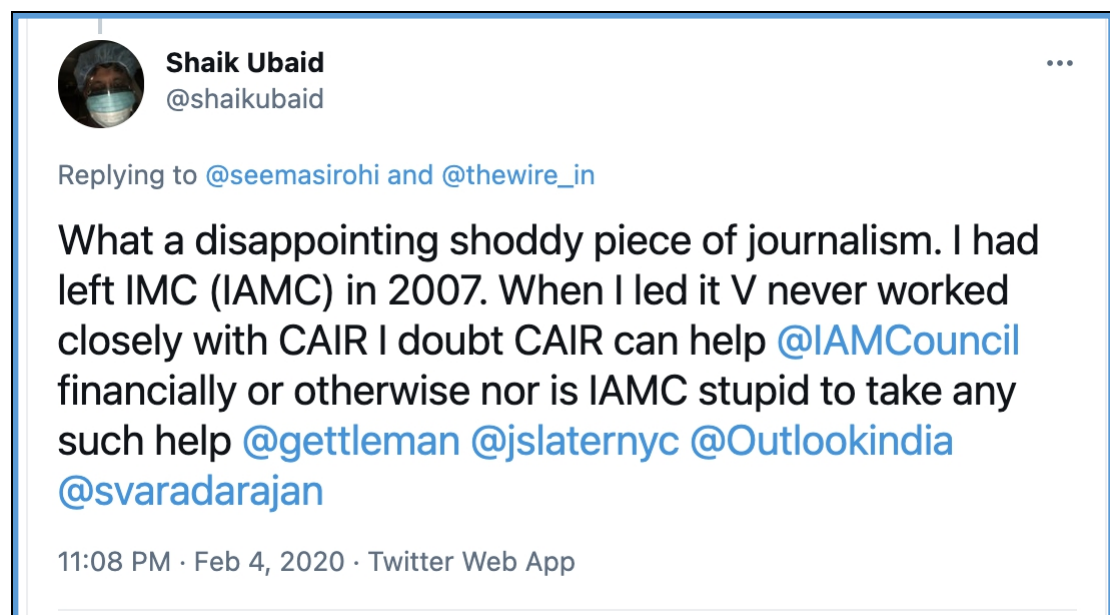 Shaik Ubaid
@shaikubaid
Replying to @seemasirohi and @thewire_in
What a disappointing shoddy piece of journalism. I had
left IMC (IAMC) in 2007. When I led it V never worked
closely with CAIR I doubt CAIR can help @IAMCouncil
financially or otherwise nor is IAMC stupid to take any
such help @gettleman @jslaternyc @Outlookindia
@svaradarajan
11:08 PM · Feb 4, 2020 · Twitter Web App